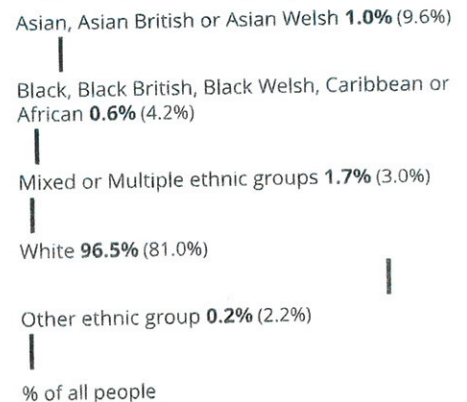 Asian, Asian British or Asian Welsh 1.0% (9.6%)
Black, Black British, Black Welsh, Caribbean or
African 0.6% (4.2%)
Mixed or Multiple ethnic groups 1.7% (3.0%)
White 96.5% (81.0%)
Other ethnic group 0.2% (2.2%)
% of all people